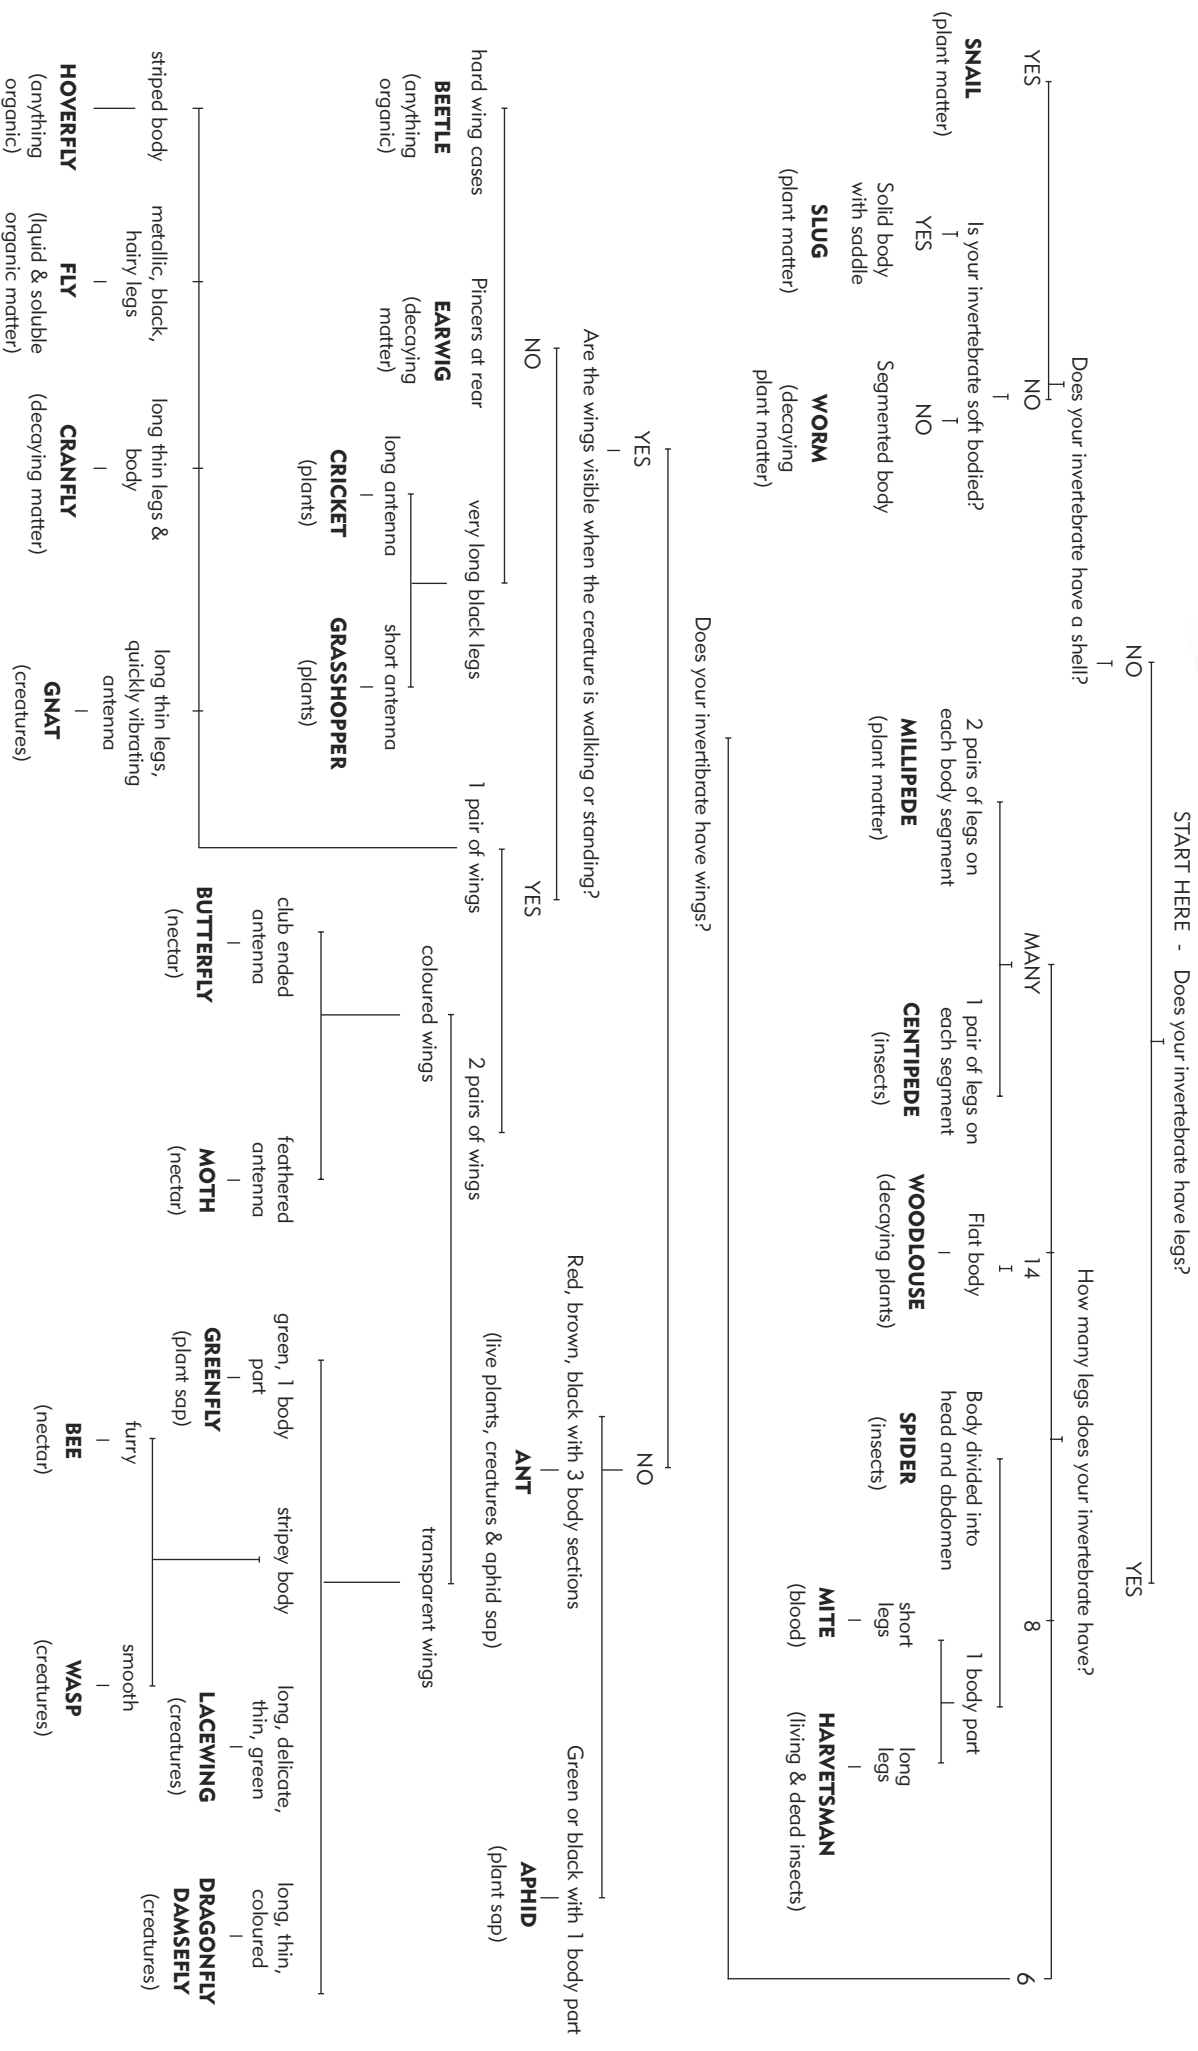 START HERE - Does your invertebrate have legs?
NO
YES
Does your invertebrate have a shell?
How many legs does your invertebrate have?
YES
NO
MANY
14
8
6
SNAIL
(plant matter)
Is your invertebrate soft bodied?
YES
NO
Solid body
with saddle
SLUG
(plant matter)
Segmented body
WORM
(decaying
plant matter)
2 pairs of legs on
each body segment
MILLIPEDE
(plant matter)
1 pair of legs on
each segment
CENTIPEDE
(insects)
Flat body
WOODLOUSE
(decaying plants)
Body divided into
head and abdomen
SPIDER
(insects)
1 body part
short
legs
MITE
(blood)
long
legs
HARVETSMAN
(living & dead insects)
Does your invertibrate have wings?
YES
NO
Are the wings visible when the creature is walking or standing?
Red, brown, black with 3 body sections
ANT
(live plants, creatures & aphid sap)
Green or black with 1 body part
APHID
(plant sap)
NO
YES
hard wing cases
BEETLE
(anything
organic)
Pincers at rear
EARWIG
(decaying
matter)
very long black legs
long antenna
CRICKET
(plants)
short antenna
GRASSHOPPER
(plants)
1 pair of wings
2 pairs of wings
coloured wings
transparent wings
club ended
antenna
BUTTERFLY
(nectar)
feathered
antenna
MOTH
(nectar)
green, 1 body
part
GREENFLY
(plant sap)
stripey body
furry
BEE
(nectar)
smooth
WASP
(creatures)
long, delicate,
thin, green
LACEWING
(creatures)
long, thin,
coloured
DRAGONFLY
DAMSEFLY
(creatures)
striped body
HOVERFLY
(anything
organic)
metallic, black,
hairy legs
FLY
(lquid & soluble
organic matter)
long thin legs &
body
CRANFLY
(decaying matter)
long thin legs,
quickly vibrating
antenna
GNAT
(creatures)